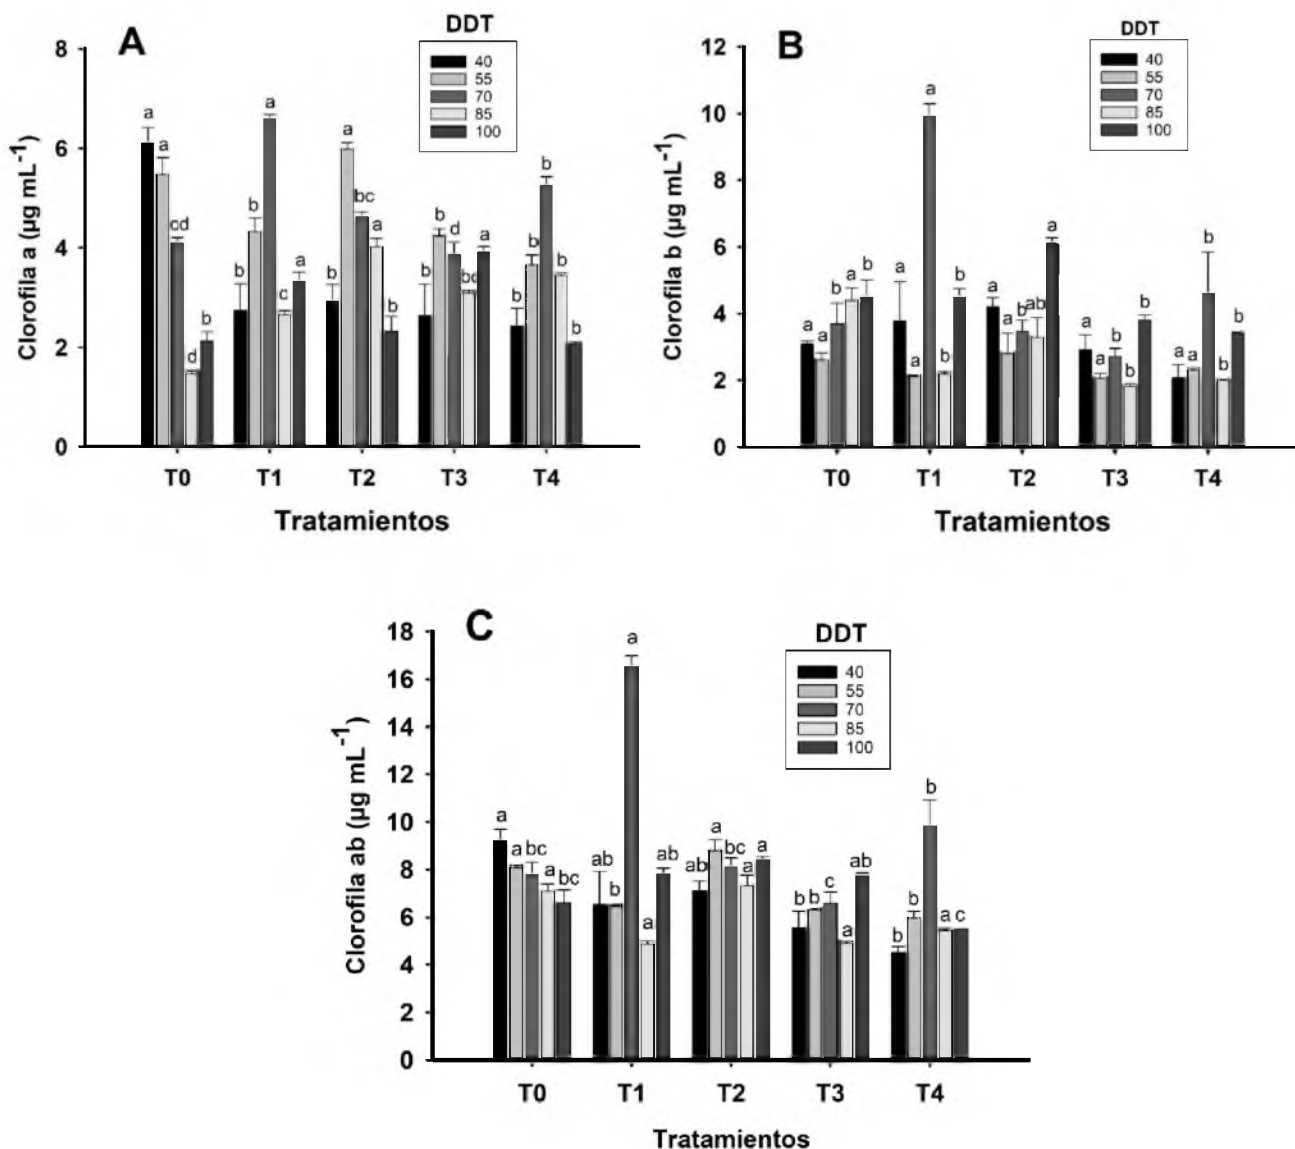 A
DDT
40
55
70
85
100
Clorofila a (µg mL⁻¹)
8
6
4
2
0
a a cd d b
b b a c a
b a bc a b
b b d bc a
b b b b b
T0 T1 T2 T3 T4
Tratamientos
B
DDT
40
55
70
85
100
Clorofila b (µg mL⁻¹)
12
10
8
6
4
2
0
a a b a b
a a a b b
a a b ab a
a a b b b
a a b b b
T0 T1 T2 T3 T4
Tratamientos
C
DDT
40
55
70
85
100
Clorofila ab (µg mL⁻¹)
18
16
14
12
10
8
6
4
2
0
a a bc a bc
ab b a a ab
ab a bc a a
b b c a ab
b b b a c
T0 T1 T2 T3 T4
Tratamientos